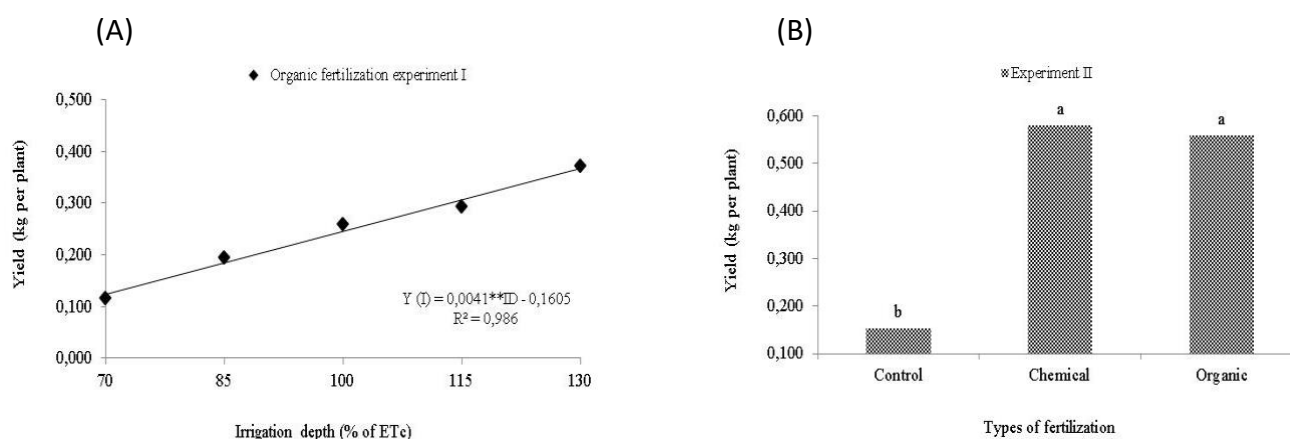 (A)
Organic fertilization experiment I
0,500
0,400
0,300
0,200
0,100
0,000
Yield (kg per plant)
Y (I) = 0,0041**ID - 0,1605
R² = 0,986
70 85 100 115 130
Irrigation depth (% of ETc)
(B)
Experiment II
0,600
0,500
0,400
0,300
0,200
0,100
Yield (kg per plant)
b a a
Control Chemical Organic
Types of fertilization